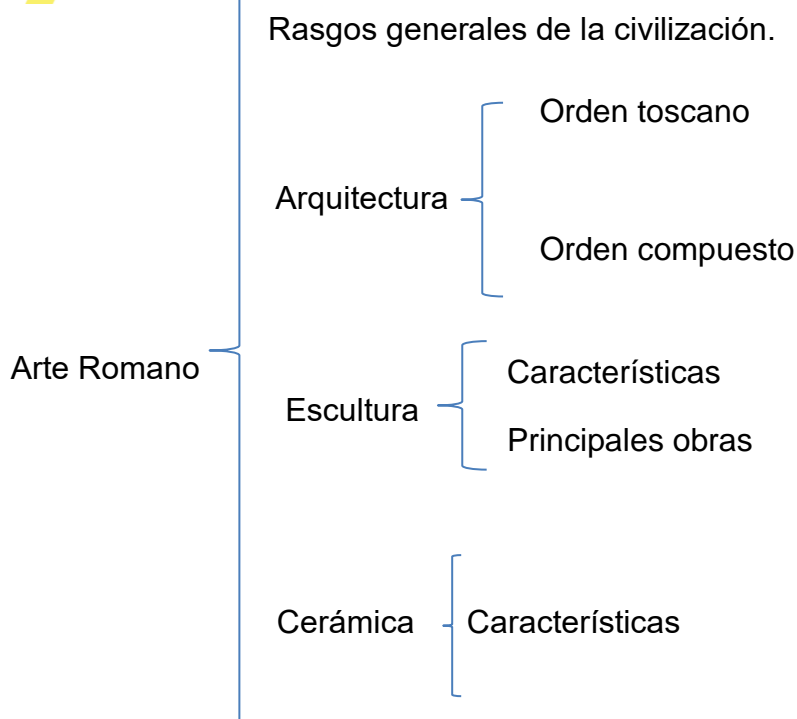 Rasgos generales de la civilización.
Orden toscano
Arquitectura
Orden compuesto
Arte Romano
Características
Escultura
Principales obras
Cerámica
Características